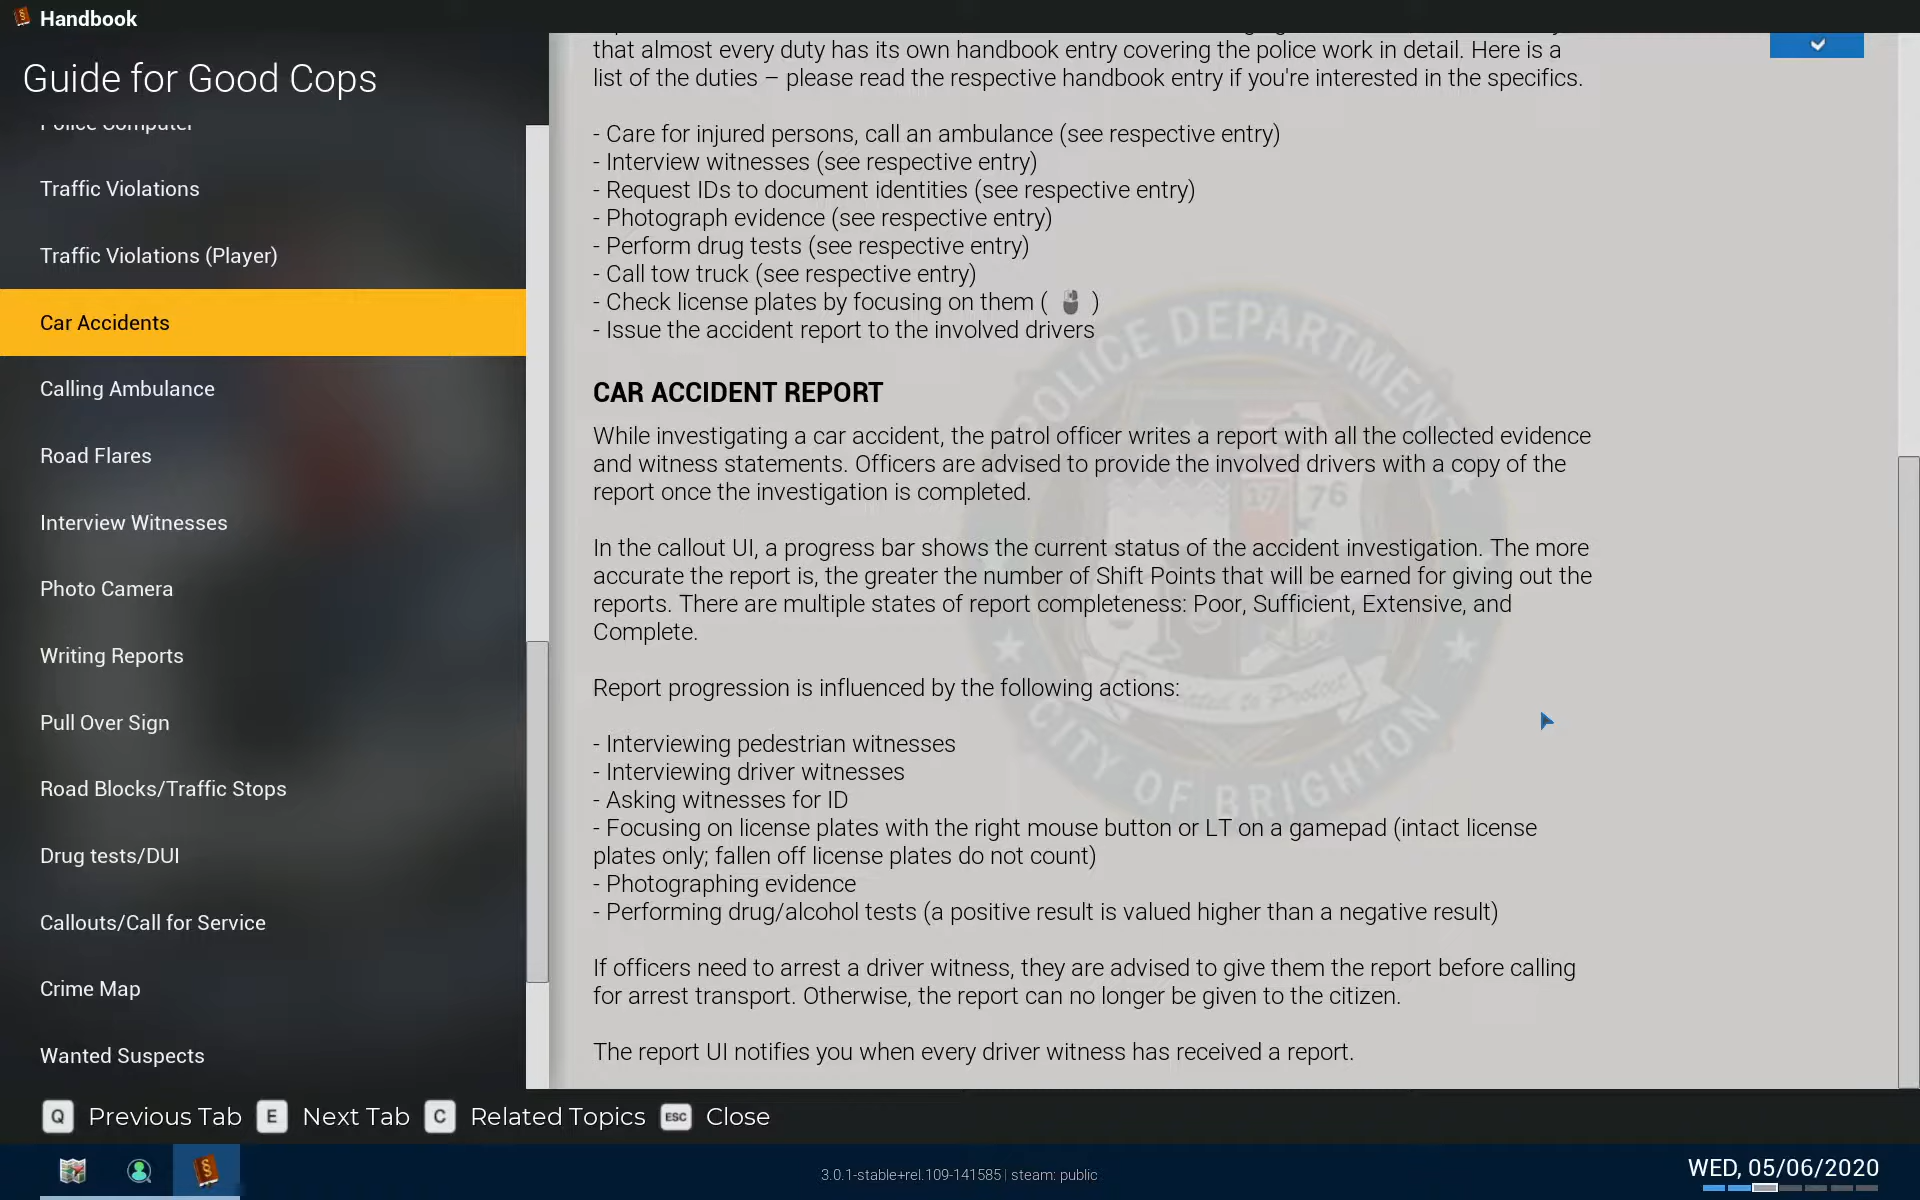 Handbook
Guide for Good Cops
Police Computer
Traffic Violations
Traffic Violations (Player)
Car Accidents
Calling Ambulance
Road Flares
Interview Witnesses
Photo Camera
Writing Reports
Pull Over Sign
Road Blocks/Traffic Stops
Drug tests/DUI
Callouts/Call for Service
Crime Map
Wanted Suspects
that almost every duty has its own handbook entry covering the police work in detail. Here is a
list of the duties – please read the respective handbook entry if you're interested in the specifics.
- Care for injured persons, call an ambulance (see respective entry)
- Interview witnesses (see respective entry)
- Request IDs to document identities (see respective entry)
- Photograph evidence (see respective entry)
- Perform drug tests (see respective entry)
- Call tow truck (see respective entry)
- Check license plates by focusing on them ( )
- Issue the accident report to the involved drivers
CAR ACCIDENT REPORT
While investigating a car accident, the patrol officer writes a report with all the collected evidence
and witness statements. Officers are advised to provide the involved drivers with a copy of the
report once the investigation is completed.
In the callout UI, a progress bar shows the current status of the accident investigation. The more
accurate the report is, the greater the number of Shift Points that will be earned for giving out the
reports. There are multiple states of report completeness: Poor, Sufficient, Extensive, and
Complete.
Report progression is influenced by the following actions:
- Interviewing pedestrian witnesses
- Interviewing driver witnesses
- Asking witnesses for ID
- Focusing on license plates with the right mouse button or LT on a gamepad (intact license
plates only; fallen off license plates do not count)
- Photographing evidence
- Performing drug/alcohol tests (a positive result is valued higher than a negative result)
If officers need to arrest a driver witness, they are advised to give them the report before calling
for arrest transport. Otherwise, the report can no longer be given to the citizen.
The report UI notifies you when every driver witness has received a report.
POLICE DEPARTMENT
17 76
to Protect
CITY OF BRIGHTON
Q Previous Tab E Next Tab C Related Topics ESC Close
3.0.1-stable+rel.109-141585 | steam: public
WED, 05/06/2020